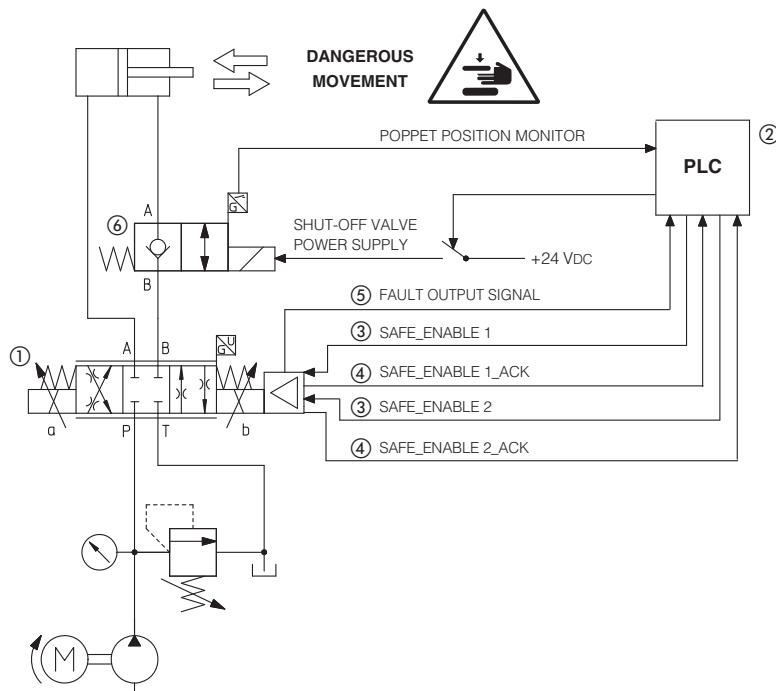 DANGEROUS
MOVEMENT
POPPET POSITION MONITOR
②
PLC
G
A
⑥
SHUT-OFF VALVE
POWER SUPPLY
+24 VDC
B
⑤ FAULT OUTPUT SIGNAL
③ SAFE_ENABLE 1
①
A B
U
G
④ SAFE_ENABLE 1_ACK
③ SAFE_ENABLE 2
a P T b
④ SAFE_ENABLE 2_ACK
M